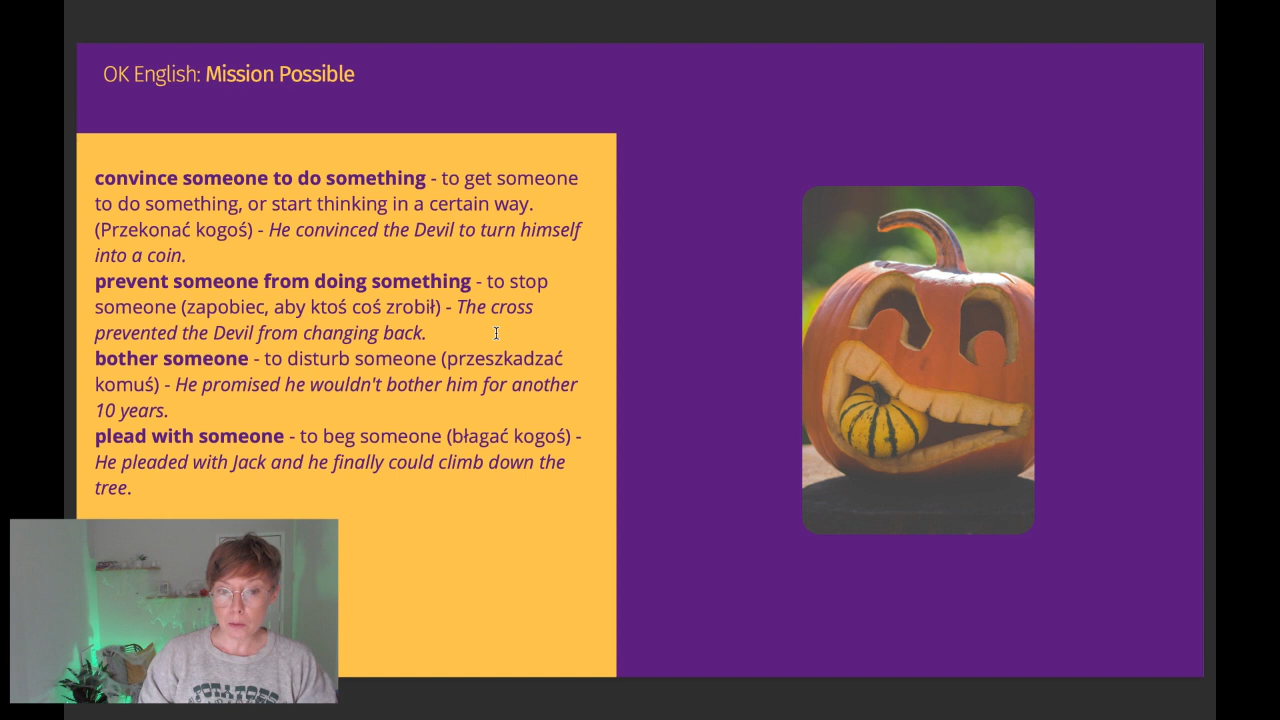 OK English: Mission Possible
convince someone to do something - to get someone
to do something, or start thinking in a certain way.
(Przekonać kogoś) - He convinced the Devil to turn himself
into a coin.
prevent someone from doing something - to stop
someone (zapobiec, aby ktoś coś zrobił) - The cross
prevented the Devil from changing back.
bother someone - to disturb someone (przeszkadzać
komuś) - He promised he wouldn't bother him for another
10 years.
plead with someone - to beg someone (błagać kogoś) -
He pleaded with Jack and he finally could climb down the
tree.
POTATOES